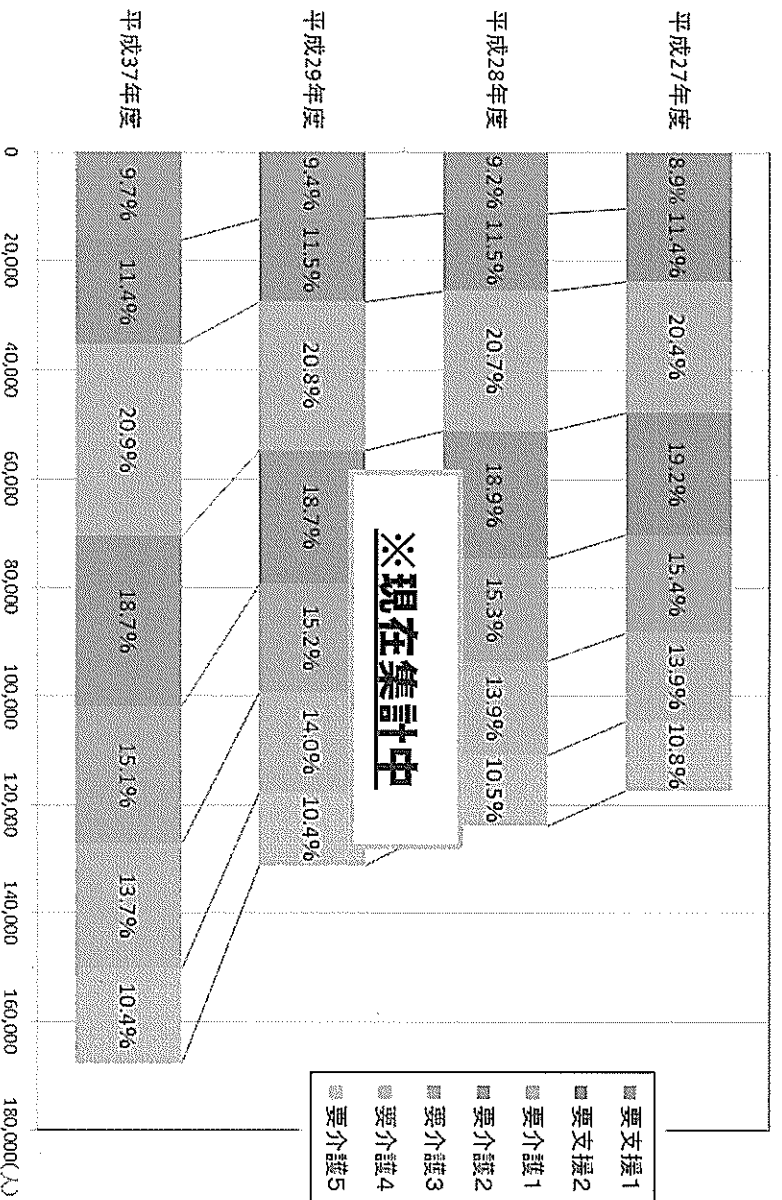 平成27年度
8.9% 11.4% 20.4% 19.2% 15.4% 13.9% 10.8%
平成28年度
9.2% 11.5% 20.7% 18.9% 15.3% 13.9% 10.5%
平成29年度
9.4% 11.5% 20.8% 18.7% 15.2% 14.0% 10.4%
平成37年度
9.7% 11.4% 20.9% 18.7% 15.1% 13.7% 10.4%
※現在集計中
0 20,000 40,000 60,000 80,000 100,000 120,000 140,000 160,000 180,000(人)
要支援1
要支援2
要介護1
要介護2
要介護3
要介護4
要介護5